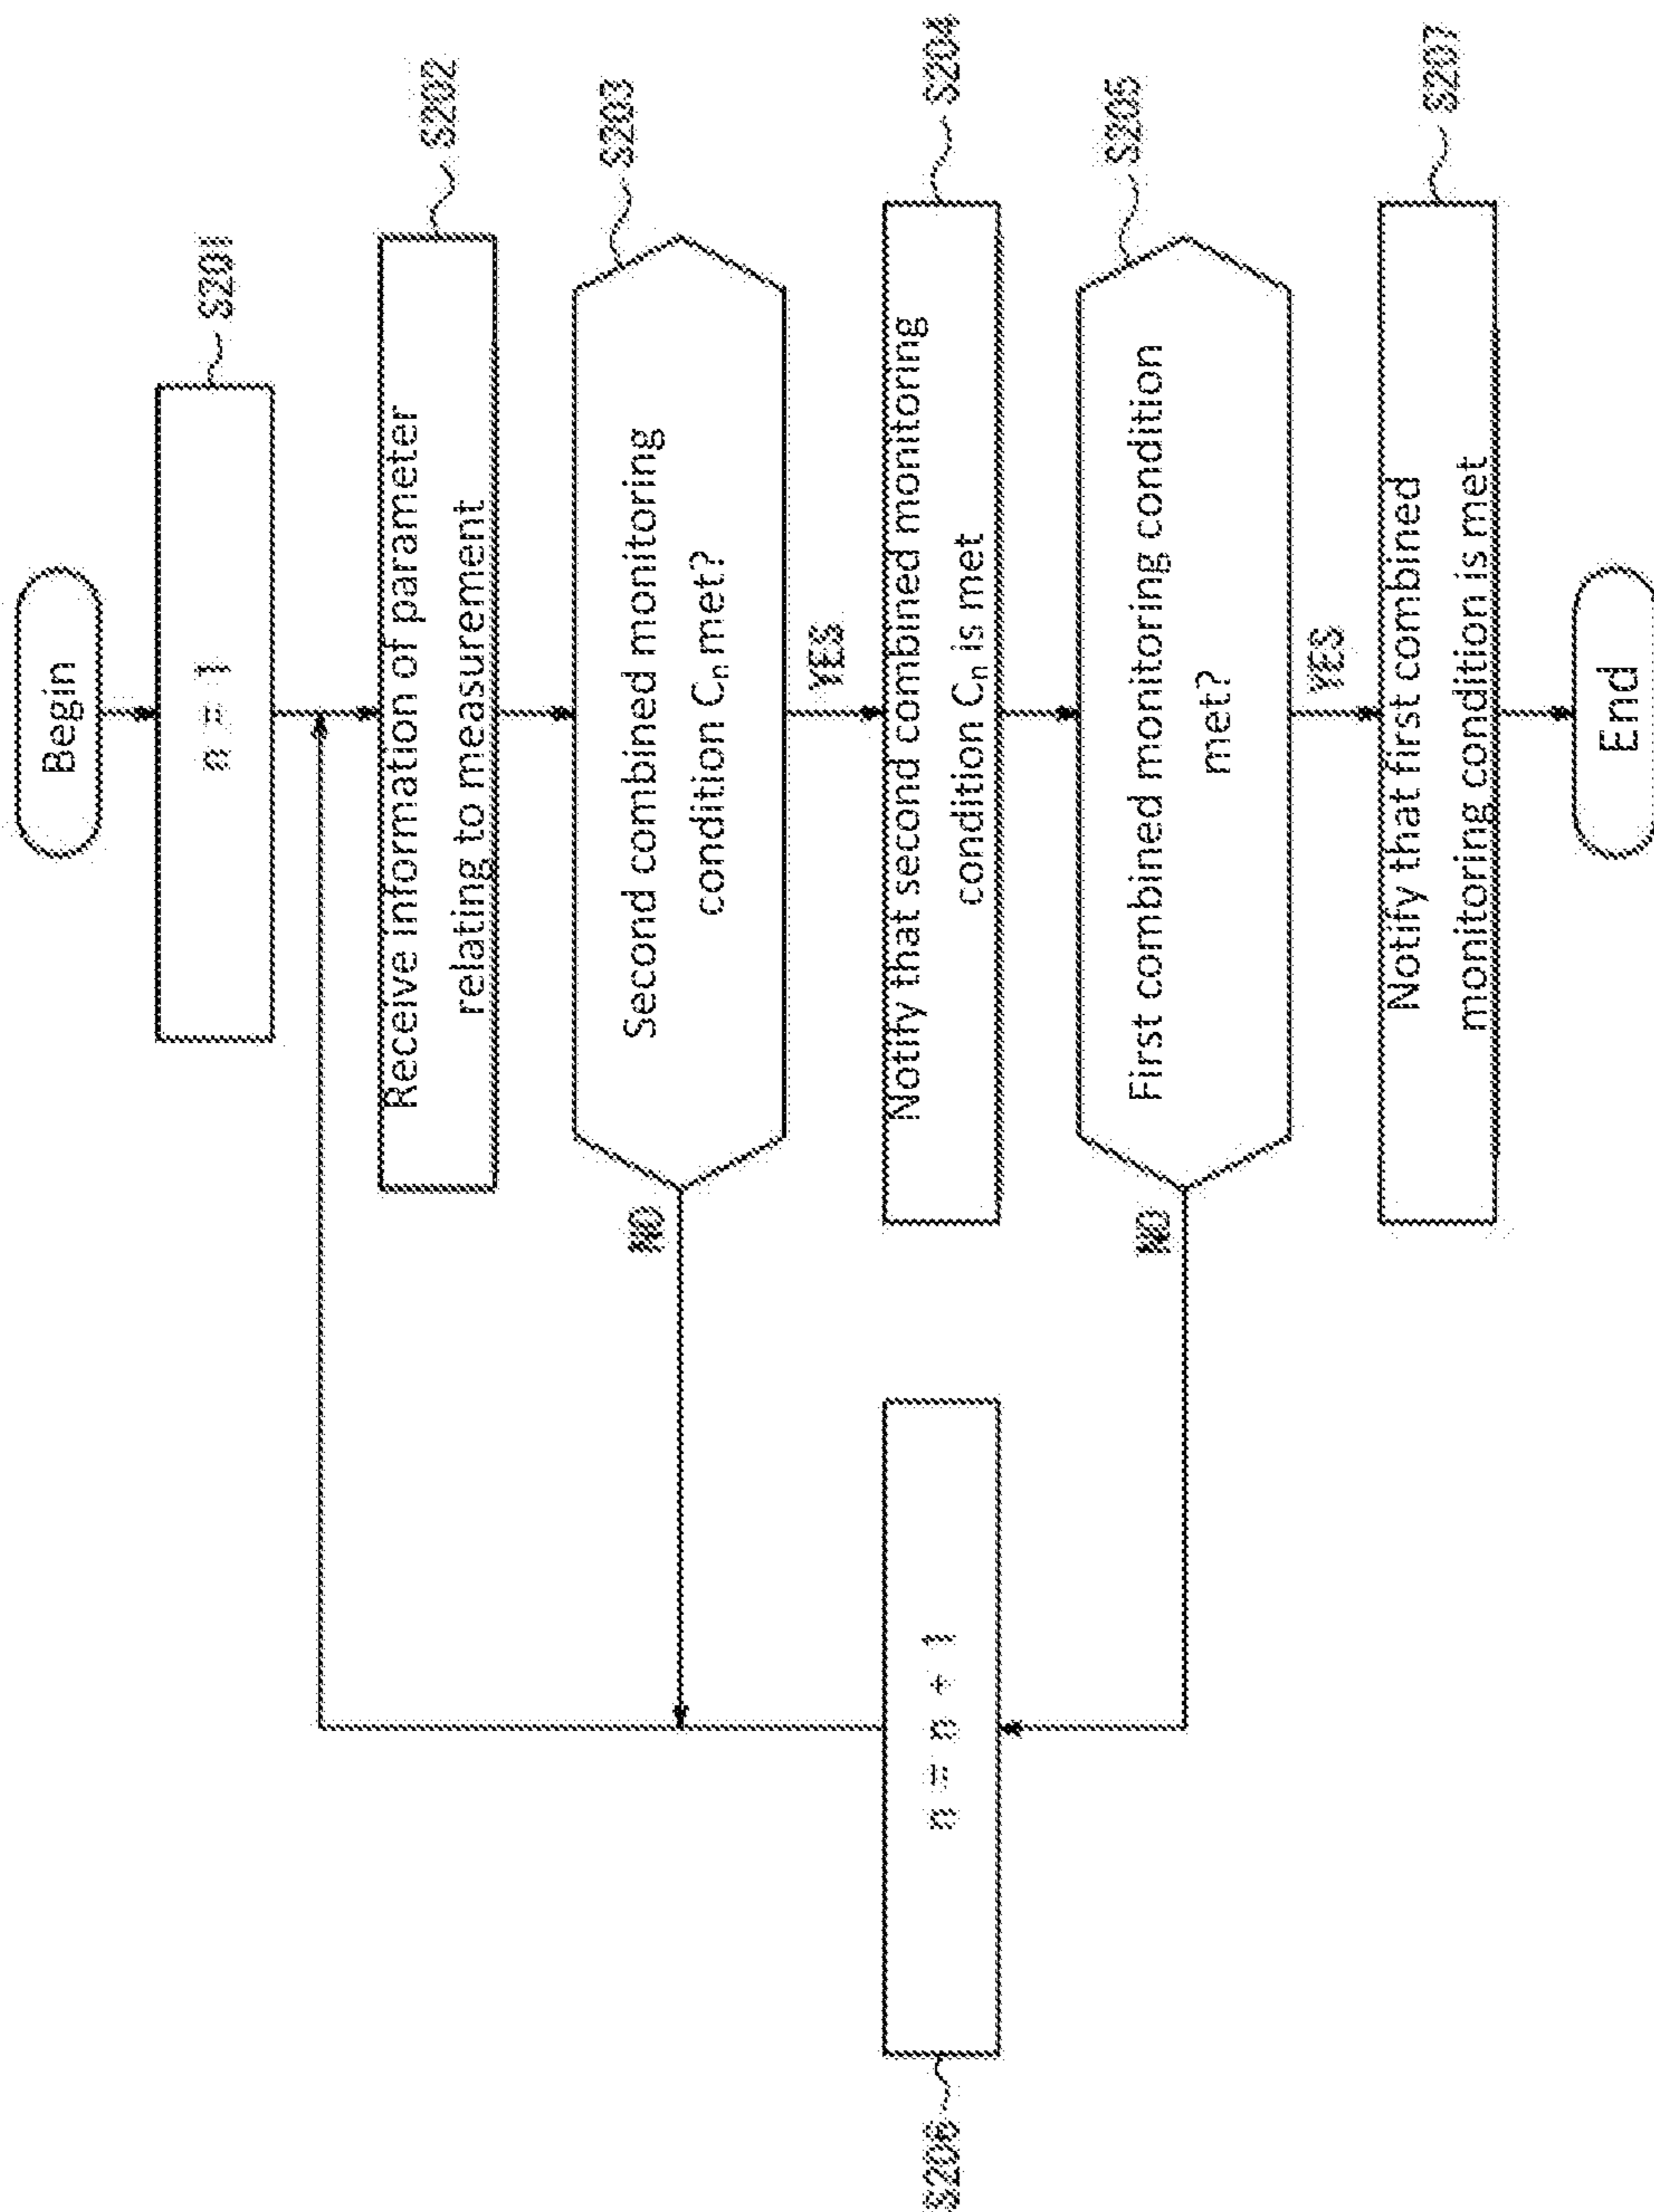 Begin
n = 1
S201
Receive information of parameter
relating to measurement
S202
Second combined monitoring
condition Cn met?
S203
NO
YES
Notify that second combined monitoring
condition Cn is met
S204
First combined monitoring condition
met?
S205
NO
YES
n = n + 1
S206
Notify that first combined
monitoring condition is met
S207
End